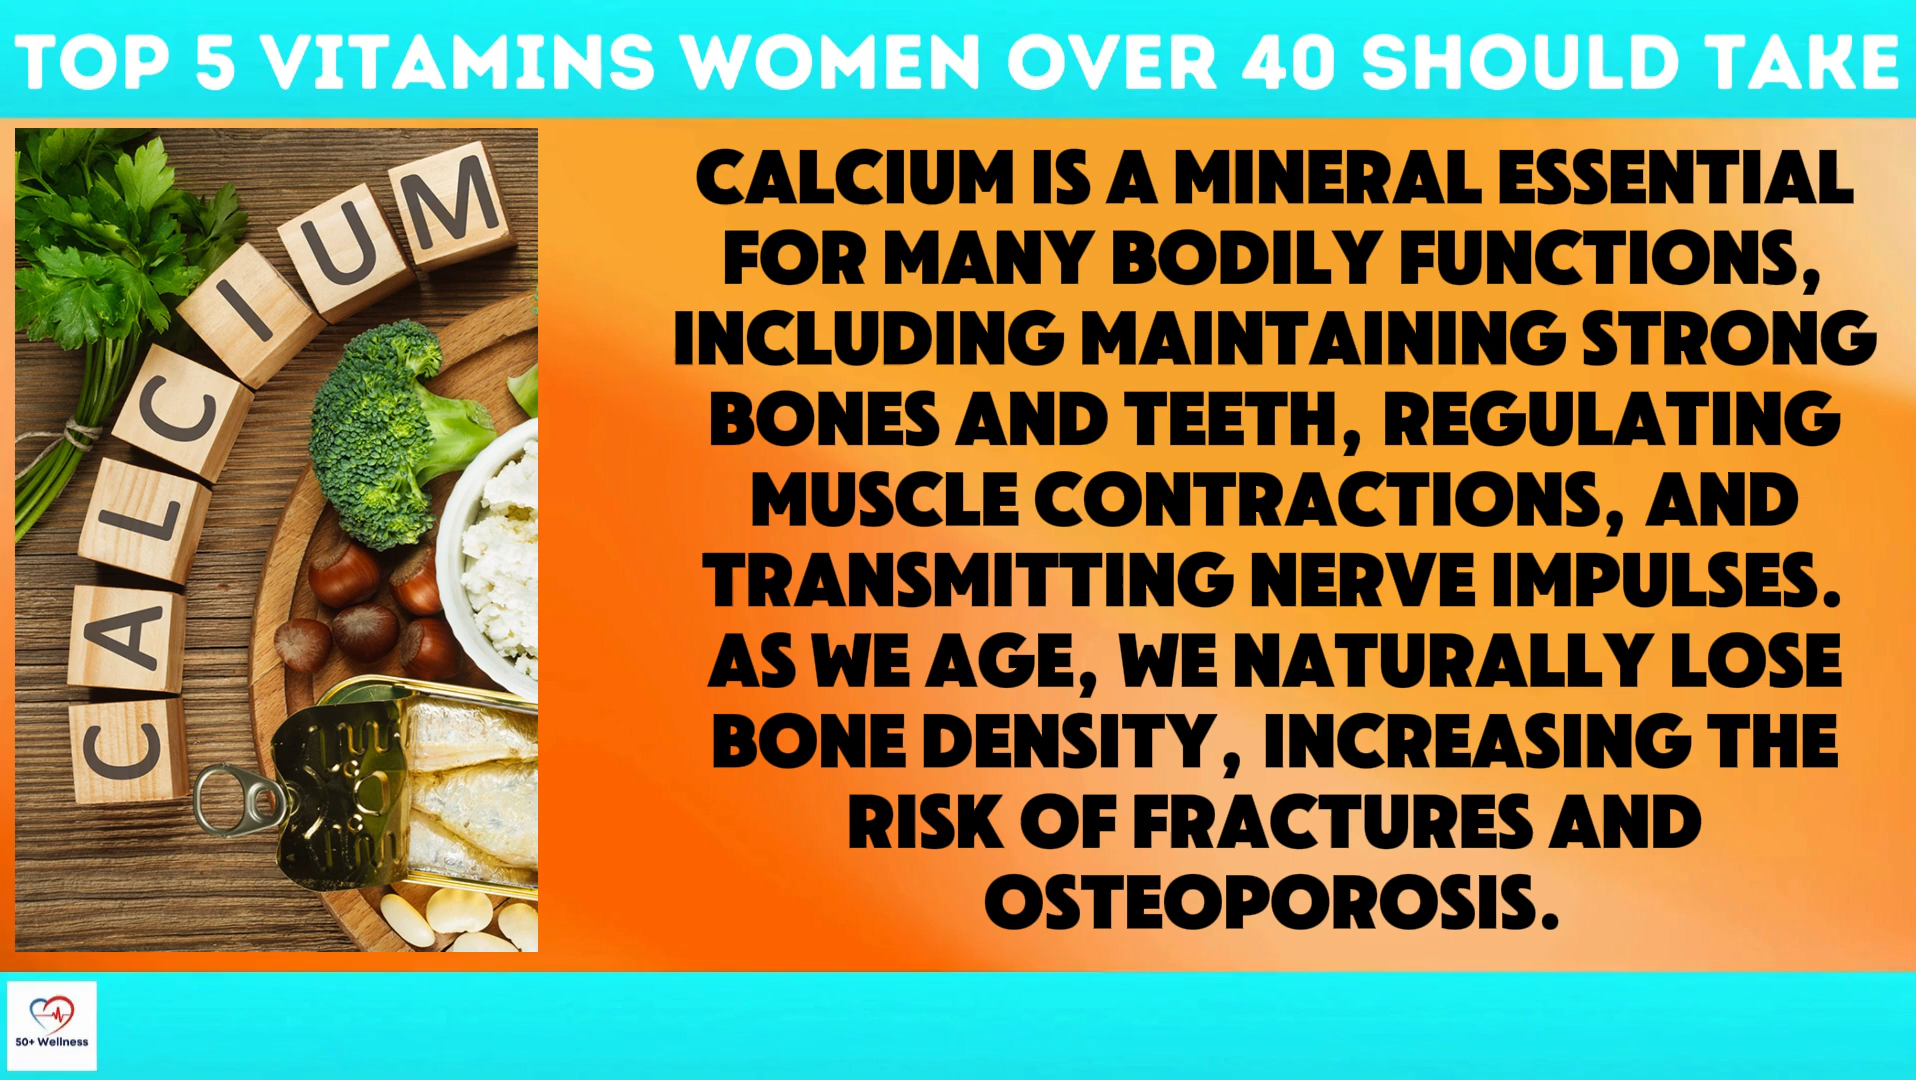 TOP 5 VITAMINS WOMEN OVER 40 SHOULD TAKE
CALCIUM
CALCIUM IS A MINERAL ESSENTIAL
FOR MANY BODILY FUNCTIONS,
INCLUDING MAINTAINING STRONG
BONES AND TEETH, REGULATING
MUSCLE CONTRACTIONS, AND
TRANSMITTING NERVE IMPULSES.
AS WE AGE, WE NATURALLY LOSE
BONE DENSITY, INCREASING THE
RISK OF FRACTURES AND
OSTEOPOROSIS.
50+ Wellness